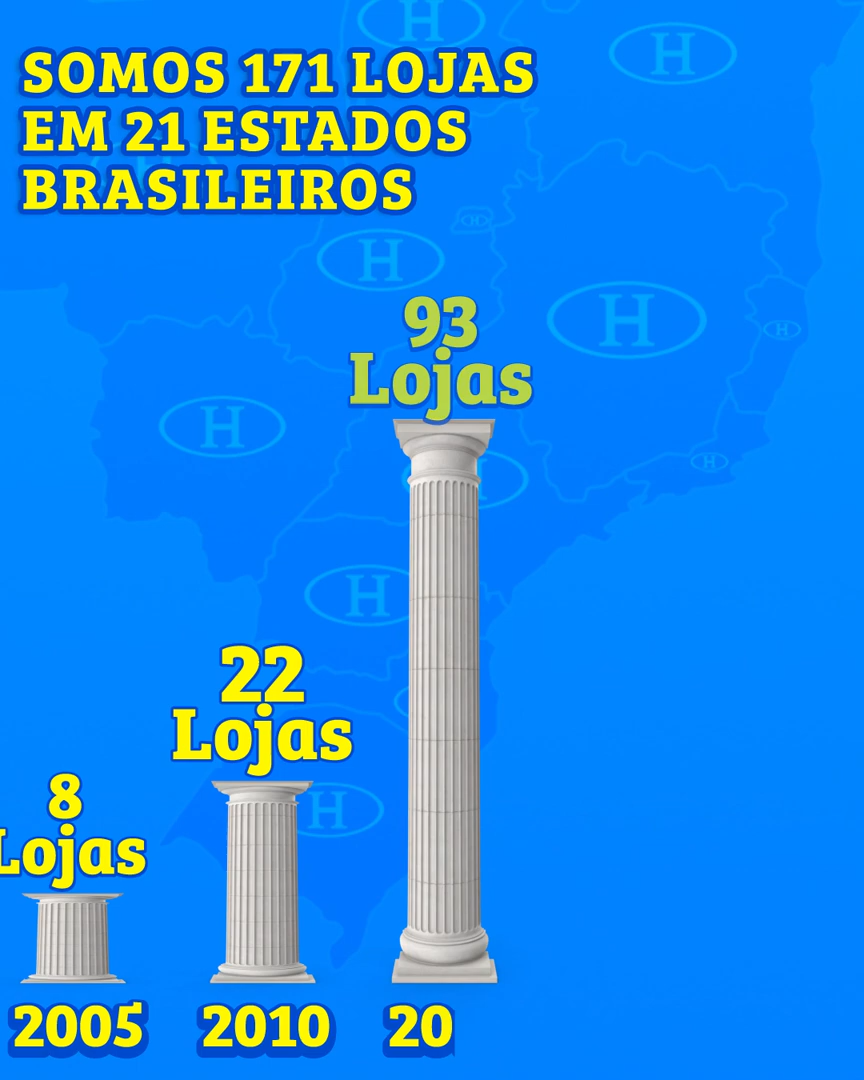 SOMOS 171 LOJAS
EM 21 ESTADOS
BRASILEIROS
H
H
H
H
H
H
H
H
H
H
93
Lojas
22
Lojas
8
Lojas
2005
2010
20